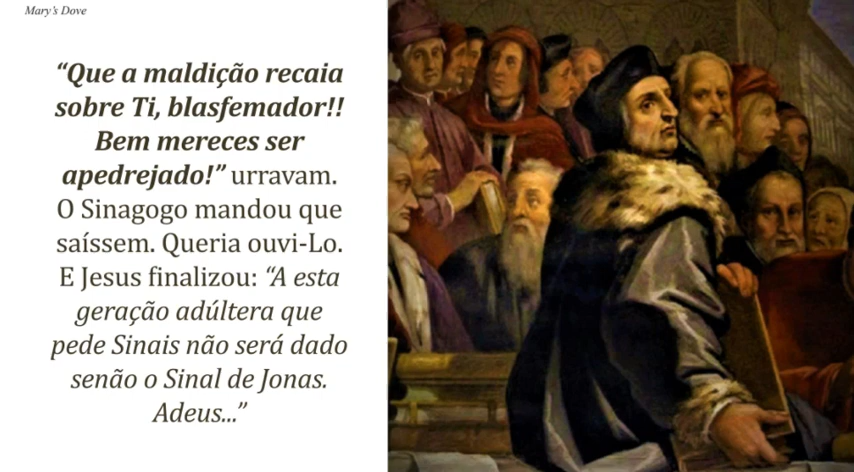 Mary's Dove
“Que a maldição recaia
sobre Ti, blasfemador!!
Bem mereces ser
apedrejado!” urravam.
O Sinagogo mandou que
saíssem. Queria ouvi-Lo.
E Jesus finalizou: “A esta
geração adúltera que
pede Sinais não será dado
senão o Sinal de Jonas.
Adeus...”